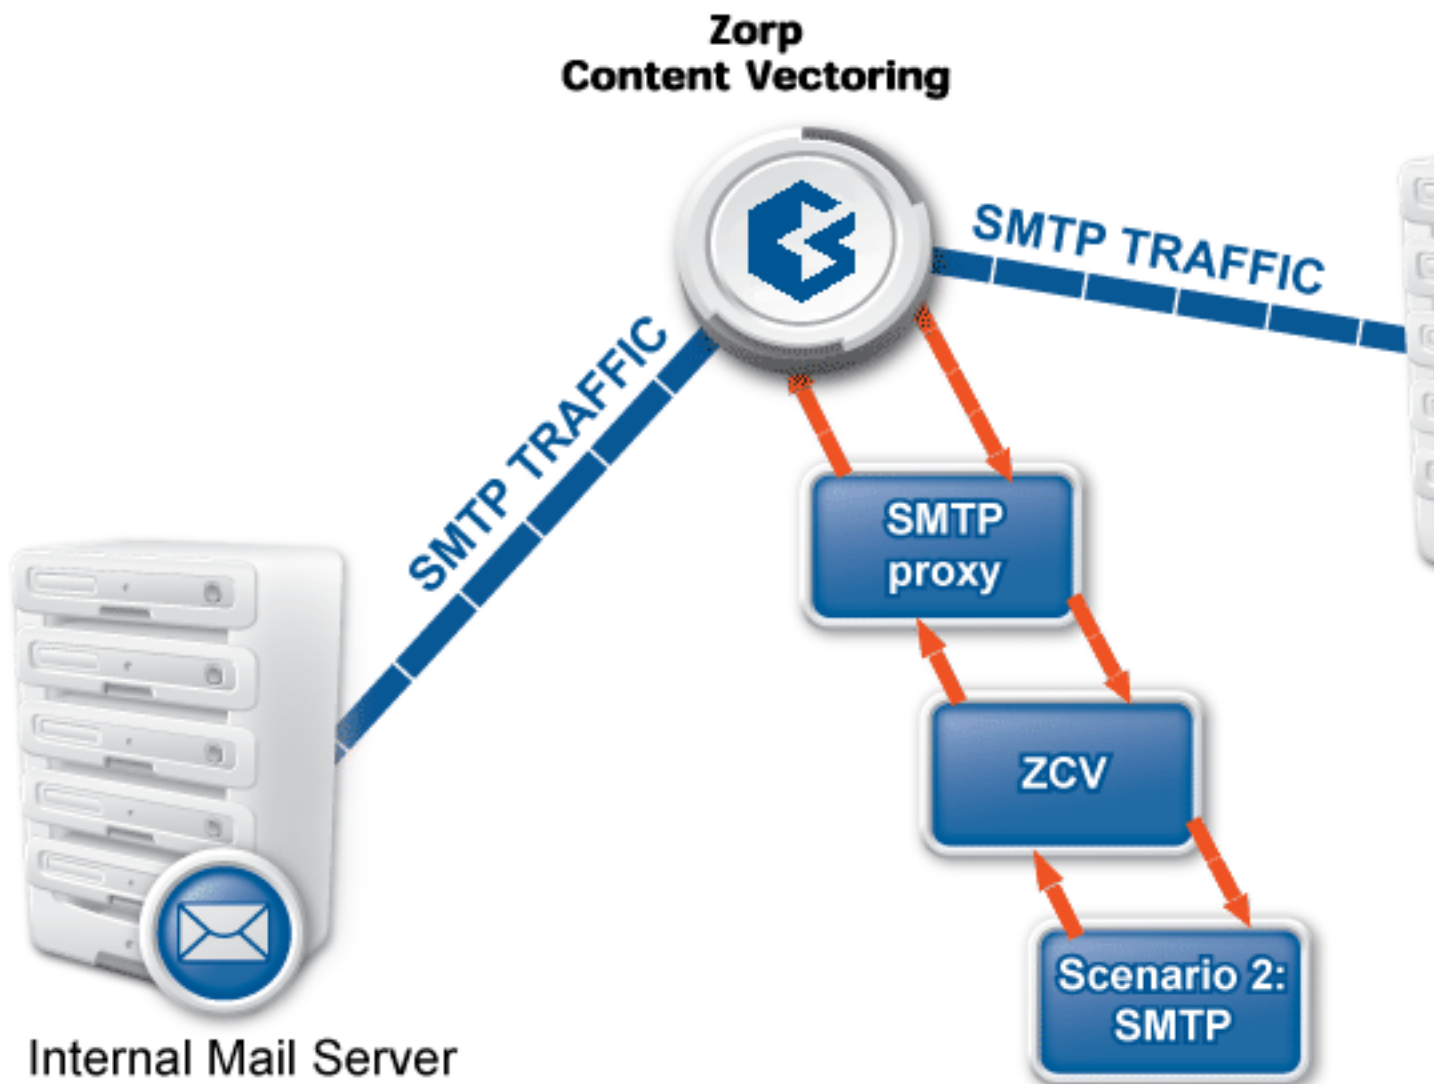 Zorp
Content Vectoring
SMTP TRAFFIC
SMTP TRAFFIC
SMTP
proxy
ZCV
Scenario 2:
SMTP
Internal Mail Server